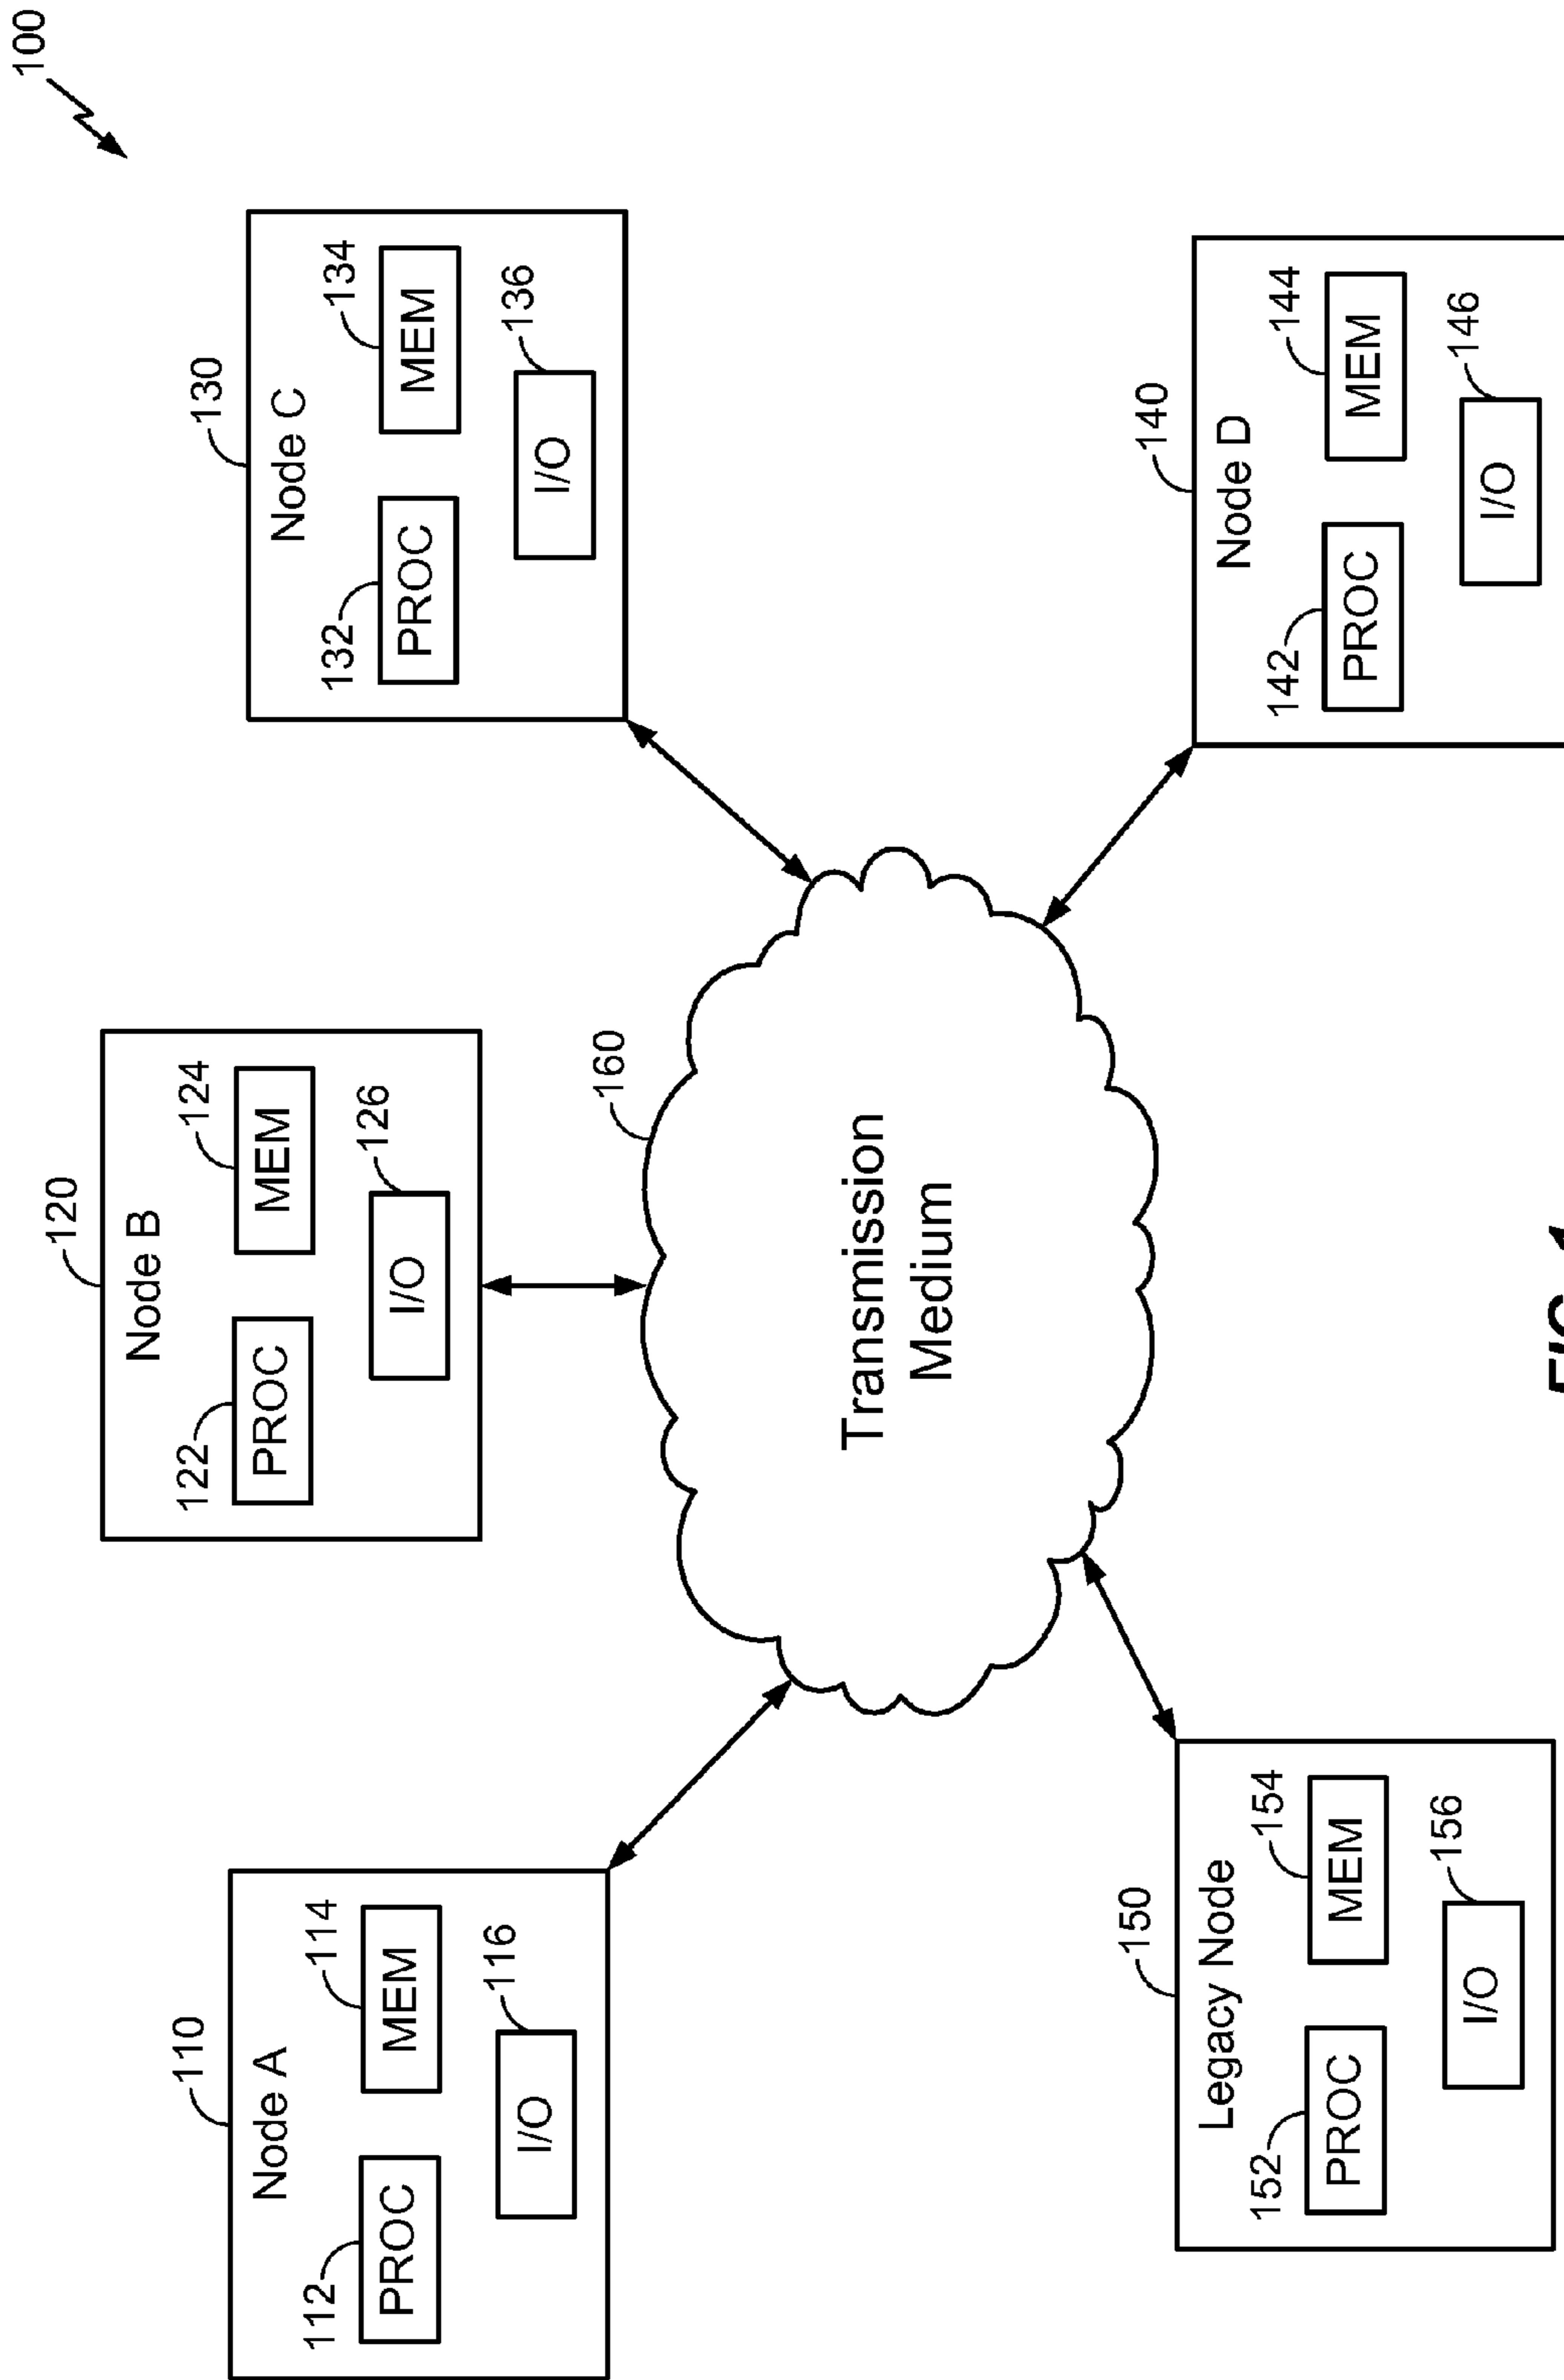 100
110
Node A
112
PROC
114
MEM
116
I/O
120
Node B
122
PROC
124
MEM
126
I/O
130
Node C
132
PROC
134
MEM
136
I/O
160
Transmission
Medium
150
Legacy Node
152
PROC
154
MEM
156
I/O
140
Node D
142
PROC
144
MEM
146
I/O